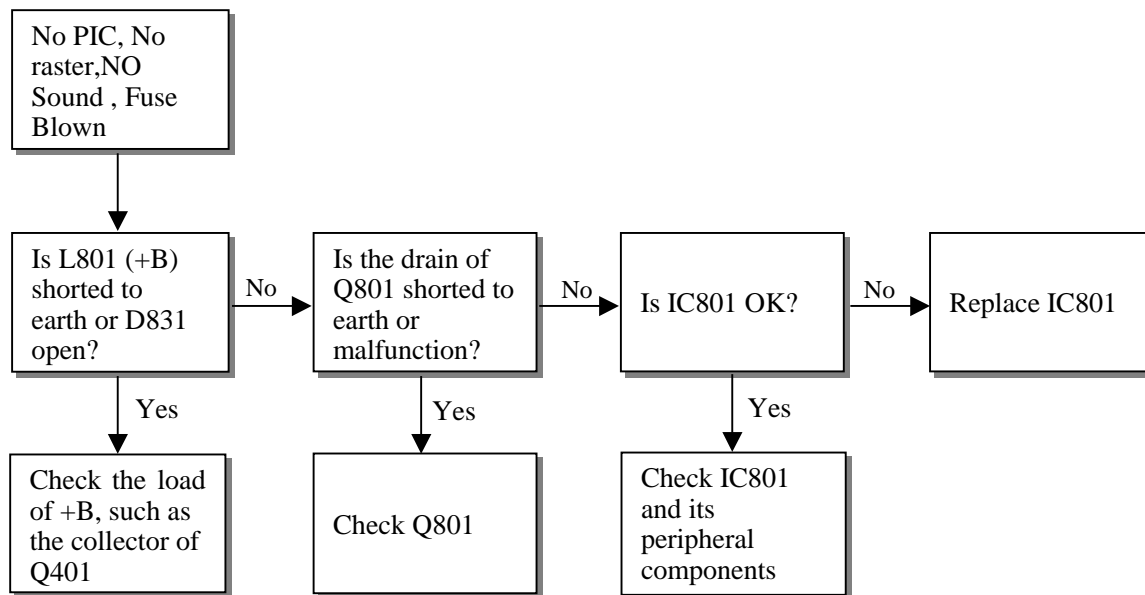 No PIC, No
raster,NO
Sound , Fuse
Blown
Is L801 (+B)
shorted to
earth or D831
open?
No
Is the drain of
Q801 shorted to
earth or
malfunction?
No
Is IC801 OK?
No
Replace IC801
Yes
Yes
Yes
Check the load
of +B, such as
the collector of
Q401
Check Q801
Check IC801
and its
peripheral
components